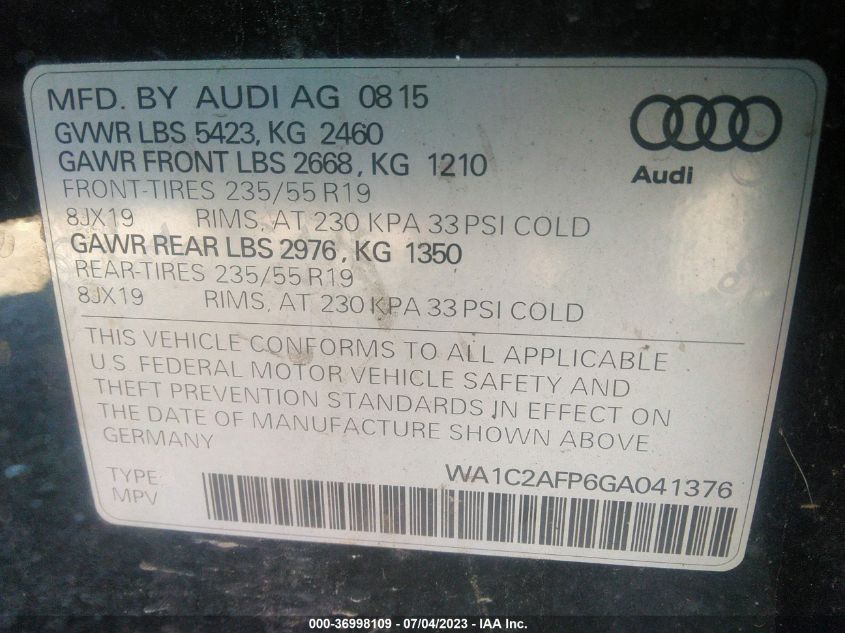 MFD. BY AUDI AG 0815
GVWR LBS 5423, KG 2460
GAWR FRONT LBS 2668, KG 1210
FRONT-TIRES 235/55 R19
8JX19 RIMS, AT 230 KPA 33 PSI COLD
GAWR REAR LBS 2976, KG 1350
REAR-TIRES 235/55 R19
8JX19 RIMS, AT 230 KPA 33 PSI COLD
Audi
THIS VEHICLE CONFORMS TO ALL APPLICABLE
U.S. FEDERAL MOTOR VEHICLE SAFETY AND
THEFT PREVENTION STANDARDS IN EFFECT ON
THE DATE OF MANUFACTURE SHOWN ABOVE
GERMANY
WA1C2AFP6GA041376
TYPE:
MPV
000-36998109 - 07/04/2023 - IAA Inc.